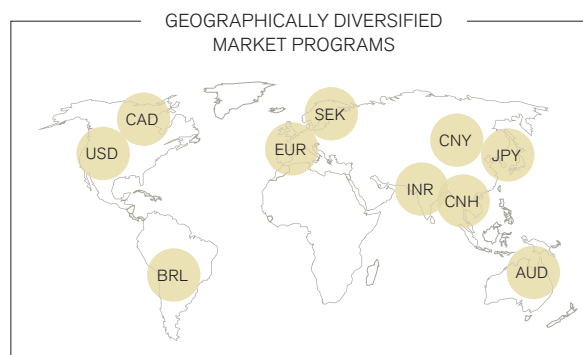 GEOGRAPHICALLY DIVERSIFIED
MARKET PROGRAMS
CAD
SEK
USD
EUR
CNY
JPY
INR
CNH
BRL
AUD